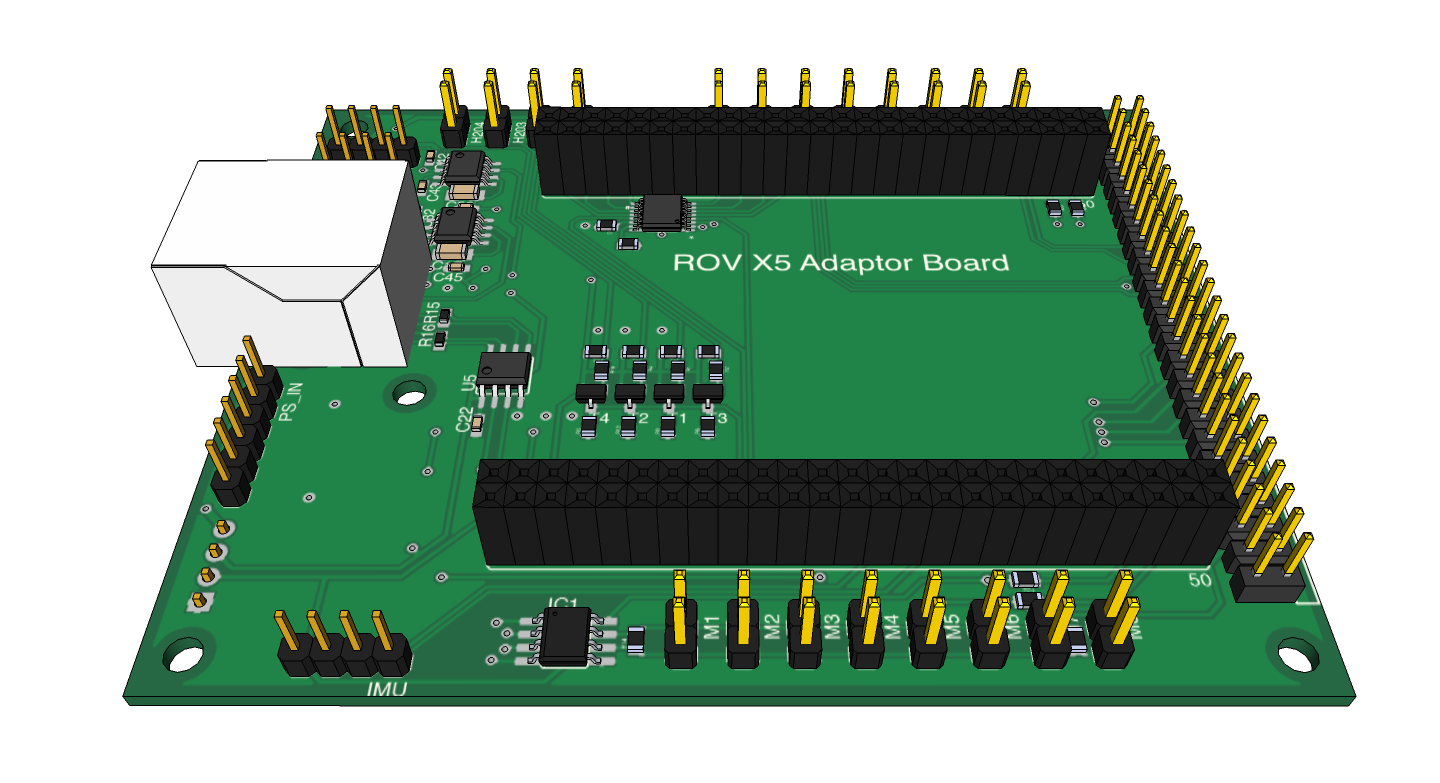 H204
H203
C45
ROV X5 Adaptor Board
R16R15
U5
C22
PS_IN
4
2
1
3
50
IC1
M1
M2
M3
M4
M5
M6
IMU